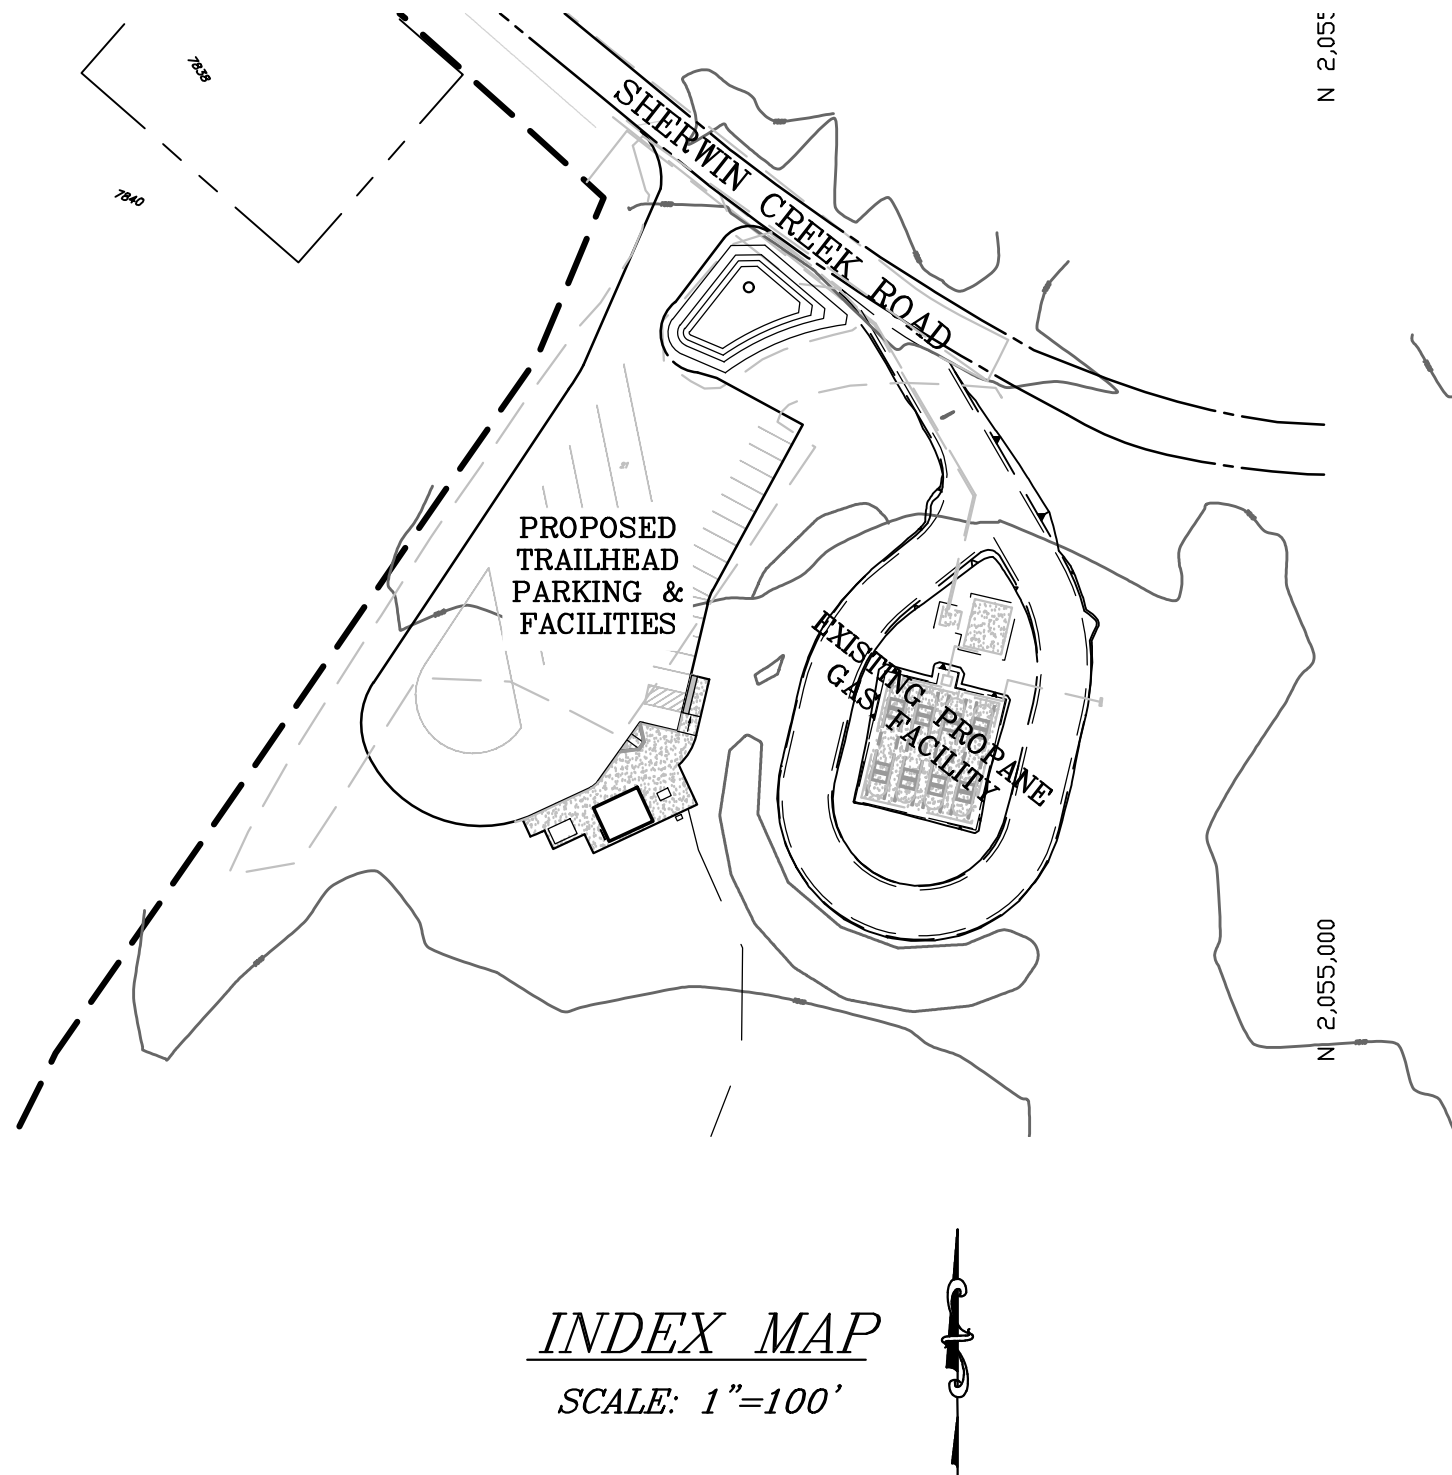 N 2,055
7838
SHERWIN CREEK ROAD
7840
PROPOSED
TRAILHEAD
PARKING &
FACILITIES
EXISTING PROPANE
GAS FACILITY
N 2,055,000
INDEX MAP
SCALE: 1"=100'